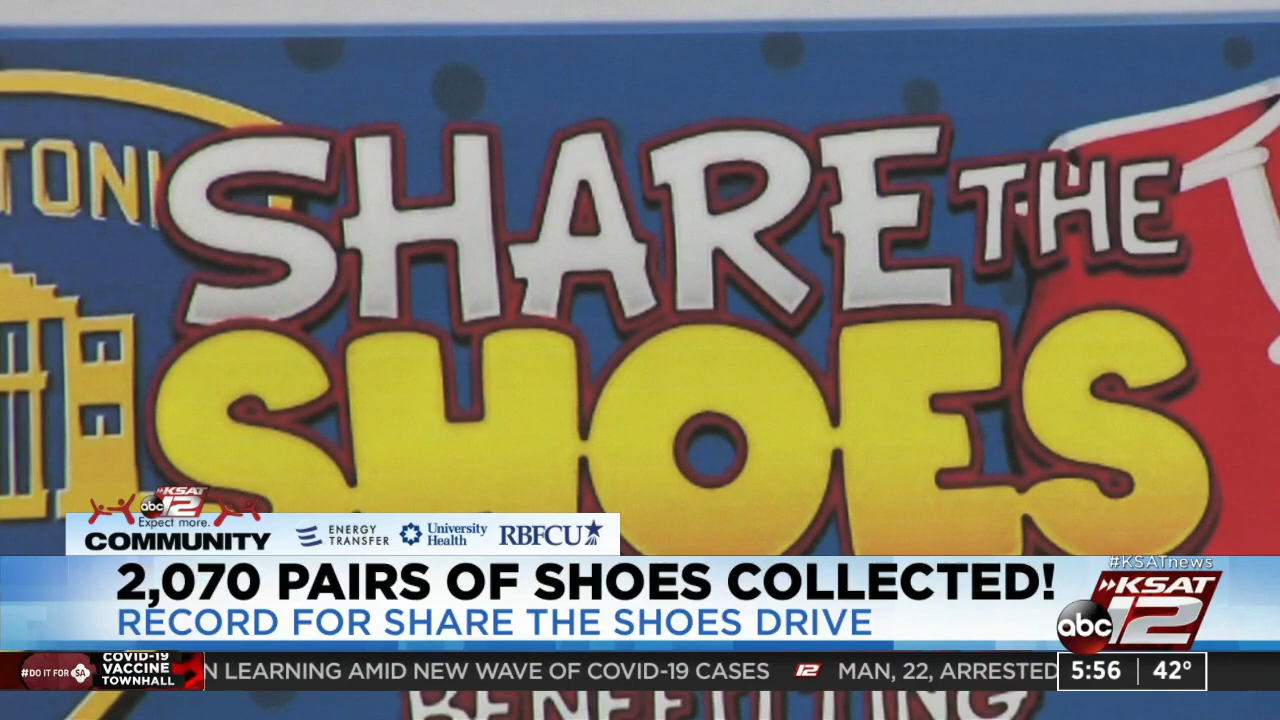 TONI
SHARE THE
SHOES
»KSAT
abc 12
Expect more.
COMMUNITY
ENERGY
TRANSFER
University
Health
RBFCU
#KSATnews
2,070 PAIRS OF SHOES COLLECTED!
RECORD FOR SHARE THE SHOES DRIVE
»KSAT
abc 12
#DO IT FOR SA
COVID-19
VACCINE
TOWNHALL
N LEARNING AMID NEW WAVE OF COVID-19 CASES 12 MAN, 22, ARRESTED
5:56 42°
BENEFITTING